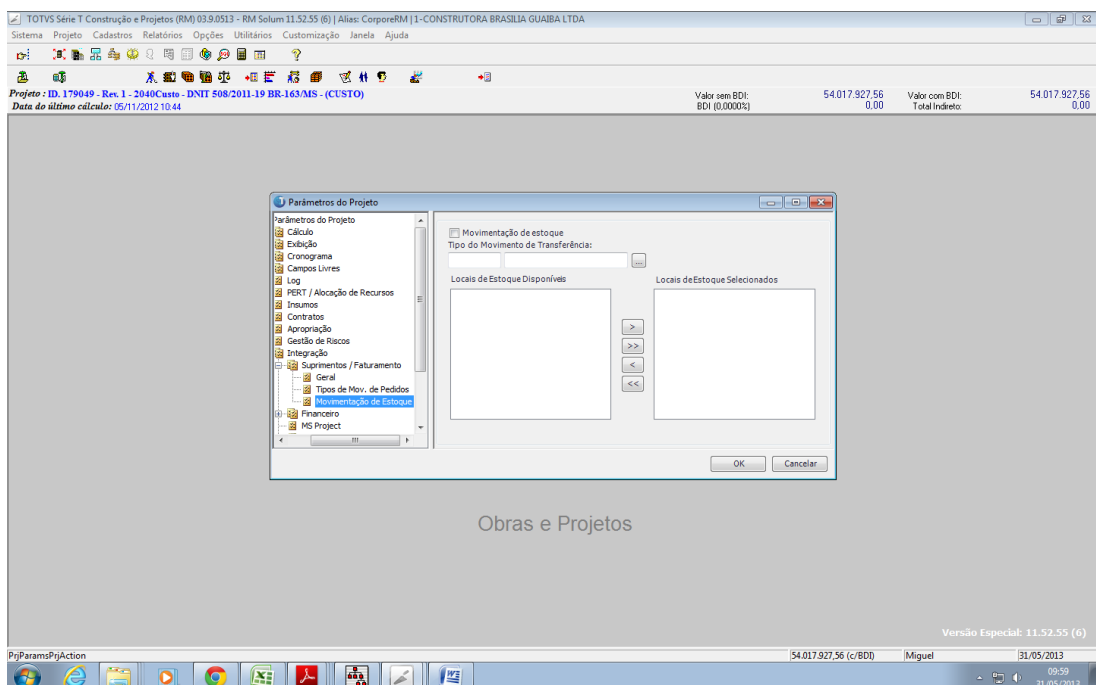 TOTVS Série T Construção e Projetos (RM) 03.9.0513 - RM Solum 11.52.55 (6) | Alias: CorporeRM | 1-CONSTRUTORA BRASILIA GUAIBA LTDA
Sistema Projeto Cadastros Relatórios Opções Utilitários Customização Janela Ajuda
Projeto : ID. 179049 - Rev. 1 - 2040Custo - DNIT 508/2011-19 BR-163/MS - (CUSTO)
Valor sem BDI: 54.017.927,56 Valor com BDI: 54.017.927,56
Data do último cálculo: 05/11/2012 10:44
BDI (0,0000%) 0,00 Total Indireto: 0,00
Parâmetros do Projeto
Parâmetros do Projeto
Cálculo
Exibição
Cronograma
Campos Livres
Log
PERT / Alocação de Recursos
Insumos
Contratos
Apropriação
Gestão de Riscos
Integração
Suprimentos / Faturamento
Geral
Tipos de Mov. de Pedidos
Movimentação de Estoque
Financeiro
MS Project
Movimentação de estoque
Tipo do Movimento de Transferência:
...
Locais de Estoque Disponíveis
Locais de Estoque Selecionados
>
>>
<
<<
OK Cancelar
Obras e Projetos
Versão Especial: 11.52.55 (6)
PrjParamsPrjAction 54.017.927,56 (c/BDI) Miguel 31/05/2013
09:59
31/05/2013